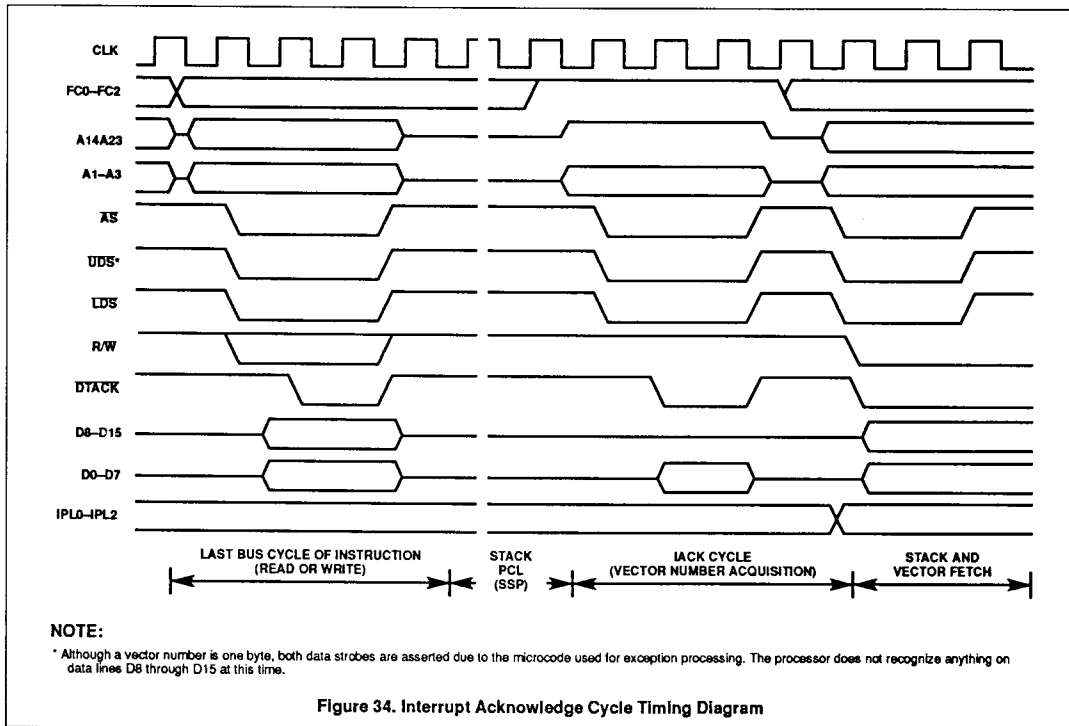 CLK
FC0–FC2
A14A23
A1–A3
AS
UDS*
LDS
R/W
DTACK
D8–D15
D0–D7
IPL0–IPL2
LAST BUS CYCLE OF INSTRUCTION
(READ OR WRITE)
STACK
PCL
(SSP)
IACK CYCLE
(VECTOR NUMBER ACQUISITION)
STACK AND
VECTOR FETCH
NOTE:
* Although a vector number is one byte, both data strobes are asserted due to the microcode used for exception processing. The processor does not recognize anything on
data lines D8 through D15 at this time.
Figure 34. Interrupt Acknowledge Cycle Timing Diagram